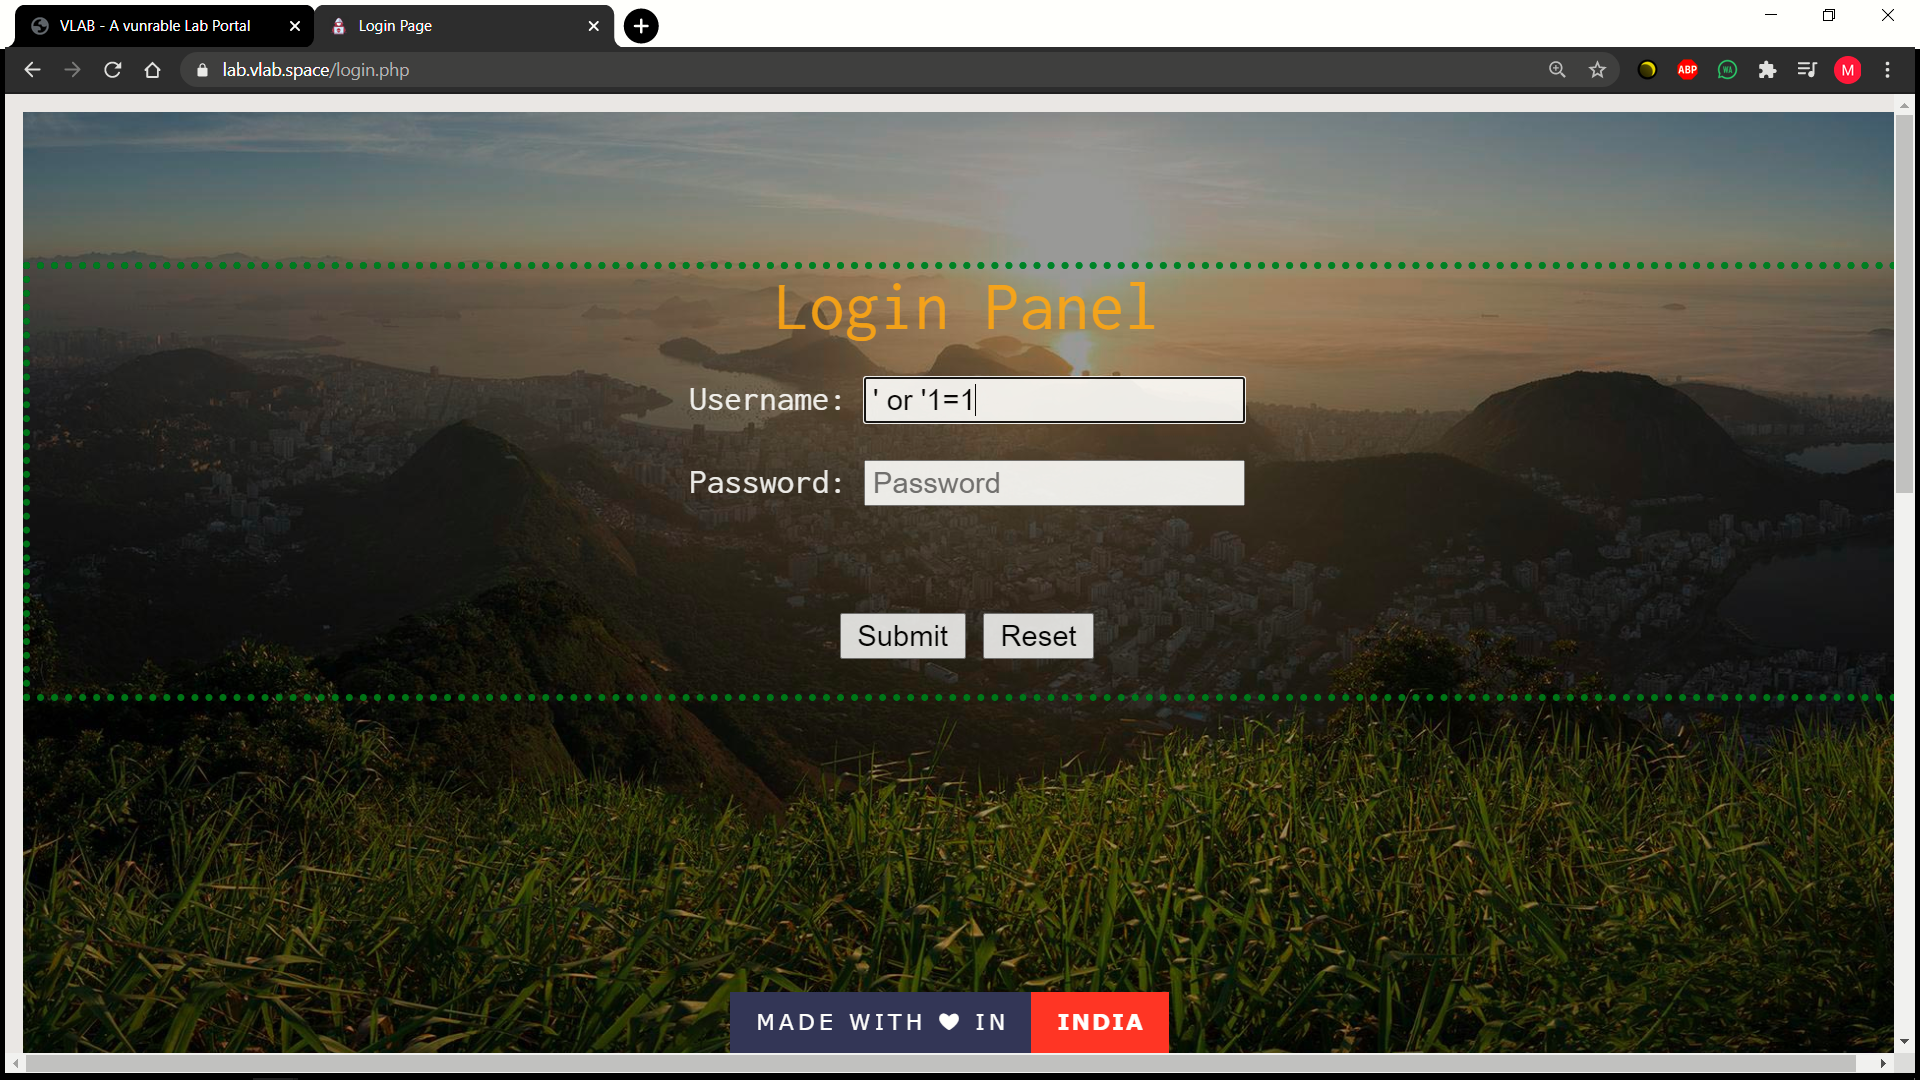 VLAB - A vunrable Lab Portal
Login Page
lab.vlab.space/login.php
ABP
WA
M
Login Panel
Username: ' or '1=1
Password: Password
Submit Reset
MADE WITH ♥ IN INDIA